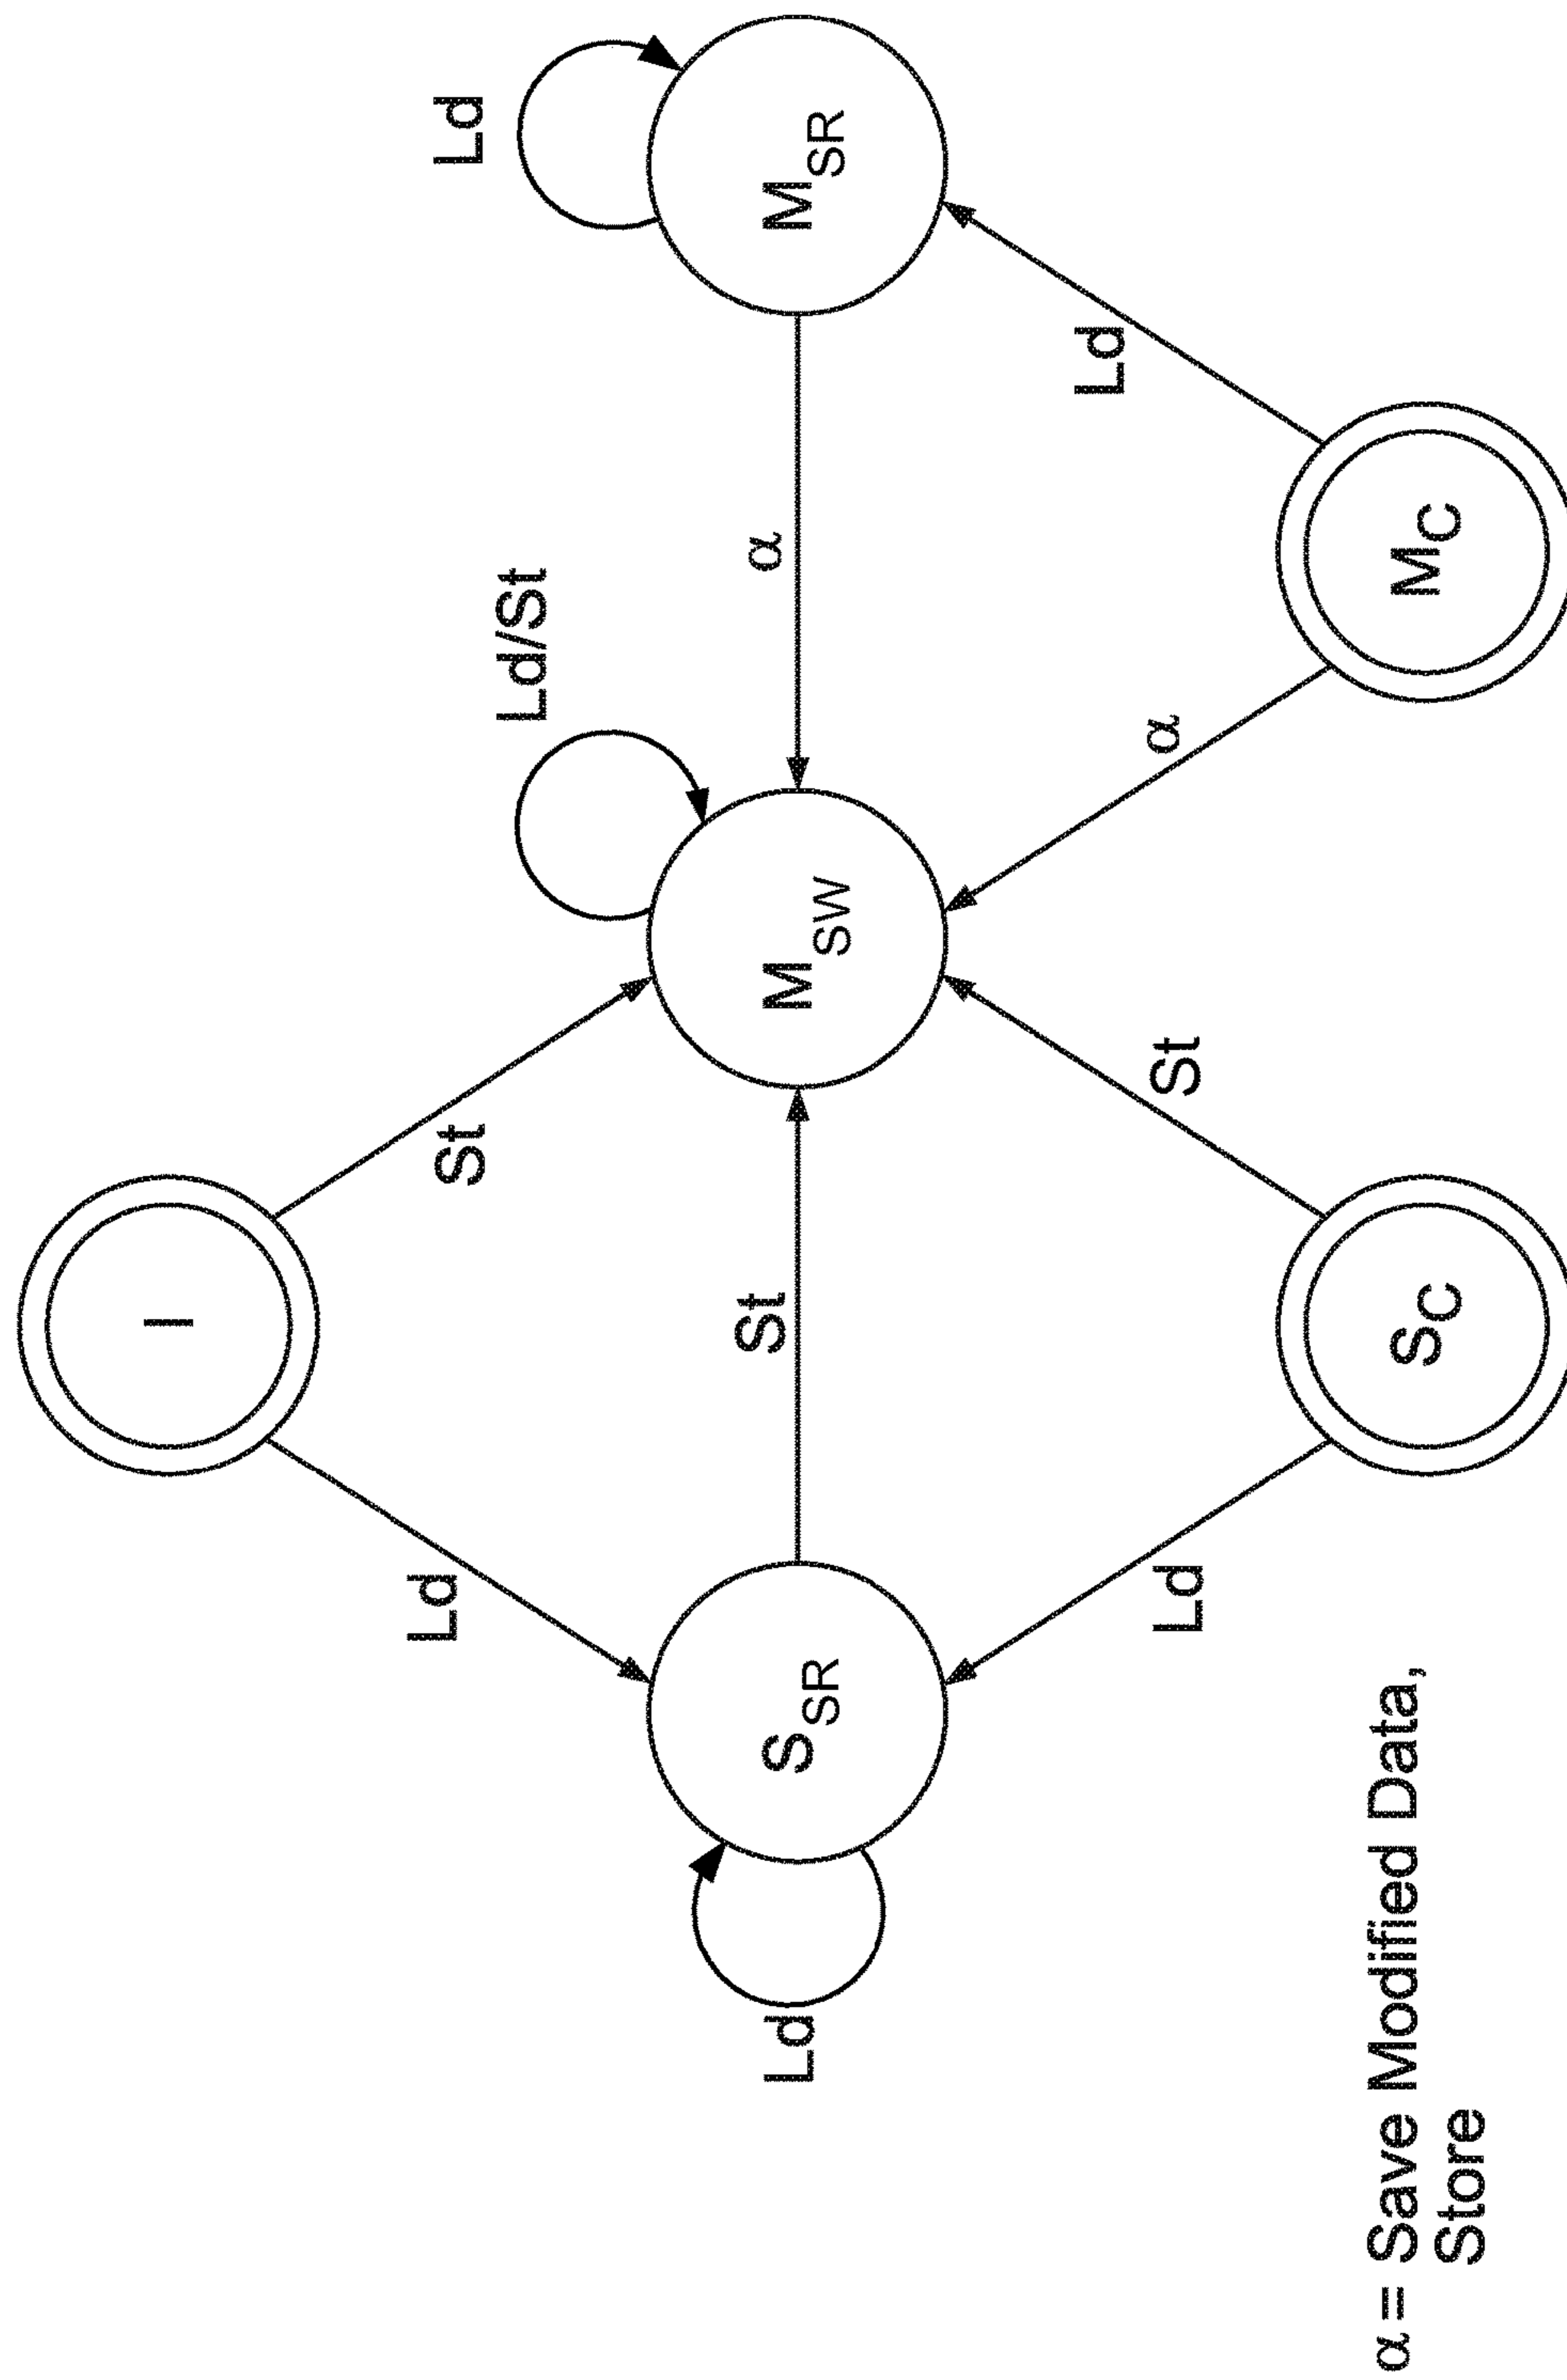 I
Ld
St
Ld/St
Ld
Ld
S_SR
St
M_SW
α
M_SR
Ld
St
α
Ld
S_C
M_C
α = Save Modified Data,
Store